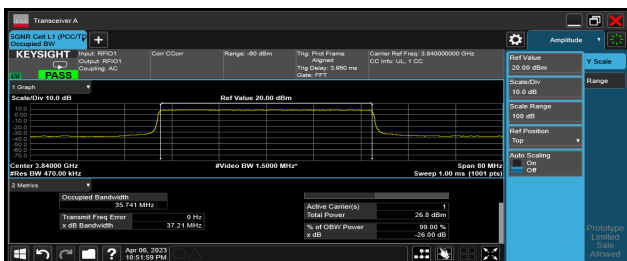 Transceiver A
5GNR Cell L1 (PCC/TP
Occupied BW
+
Amplitude
KEYSIGHT
LNI
PASS
Input: RFIO1
Output: RFIO1
Coupling: AC
Corr CCorr
Range: -60 dBm
Trig: Prot Frame
Aligned
Trig Delay: 3.950 ms
Gate: FFT
Carrier Ref Freq: 3.840000000 GHz
CC Info: UL, 1 CC
Ref Value
20.00 dBm
Y Scale
Scale/Div
10.0 dB
Range
Scale Range
100 dB
Ref Position
Top
Auto Scaling
On
Off
1 Graph
Scale/Div 10.0 dB
Ref Value 20.00 dBm
10.0
0.00
-10.0
-20.0
-30.0
-40.0
-50.0
-60.0
-70.0
Center 3.84000 GHz
#Video BW 1.5000 MHz*
Span 80 MHz
#Res BW 470.00 kHz
Sweep 1.00 ms (1001 pts)
2 Metrics
Occupied Bandwidth
35.741 MHz
Transmit Freq Error
0 Hz
x dB Bandwidth
37.21 MHz
Active Carrier(s)
1
Total Power
26.8 dBm
% of OBW Power
99.00 %
x dB
-26.00 dB
Apr 06, 2023
10:51:59 PM
?
Prototype
Limited
Sale
Allowed